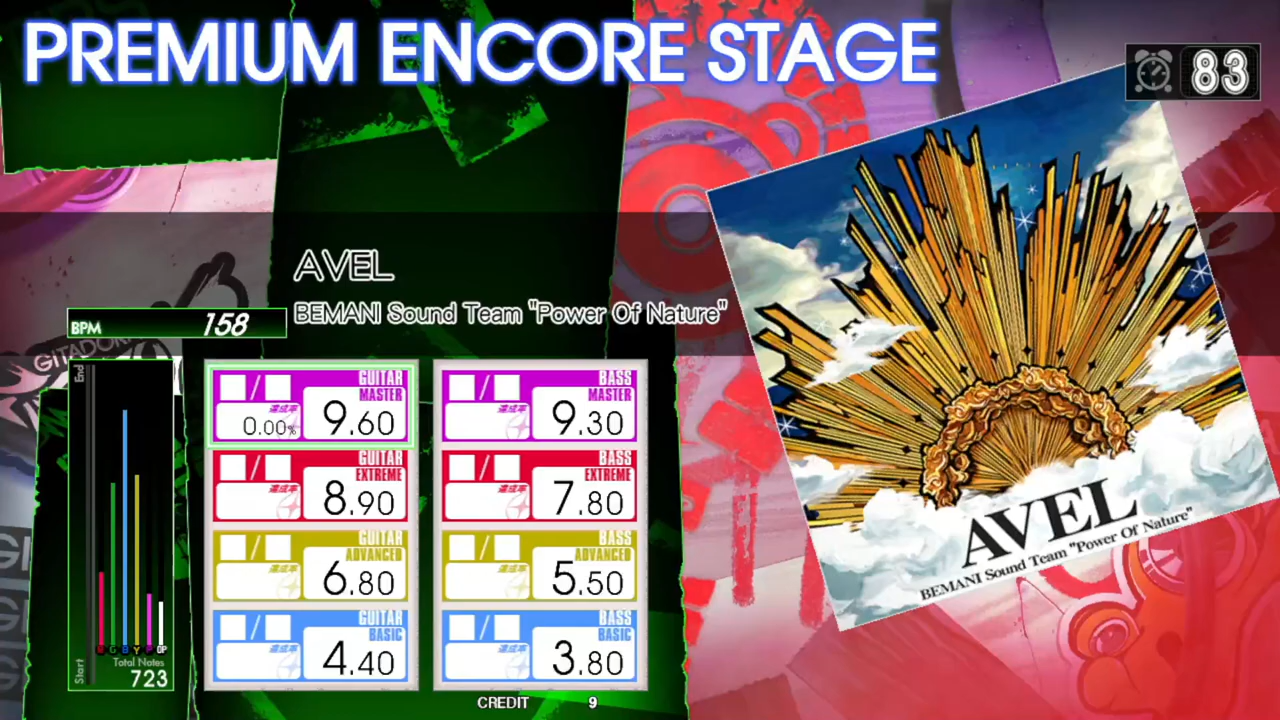 PREMIUM ENCORE STAGE
83
AVEL
BEMANI Sound Team "Power Of Nature"
BPM 158
GITADORA
End
Start
R G B Y P OP
Total Notes
723
GUITAR
MASTER
達成率
0.00%
9.60
BASS
MASTER
達成率
9.30
GUITAR
EXTREME
達成率
8.90
BASS
EXTREME
達成率
7.80
GUITAR
ADVANCED
達成率
6.80
BASS
ADVANCED
達成率
5.50
GUITAR
BASIC
達成率
4.40
BASS
BASIC
達成率
3.80
AVEL
BEMANI Sound Team "Power Of Nature"
CREDIT 9